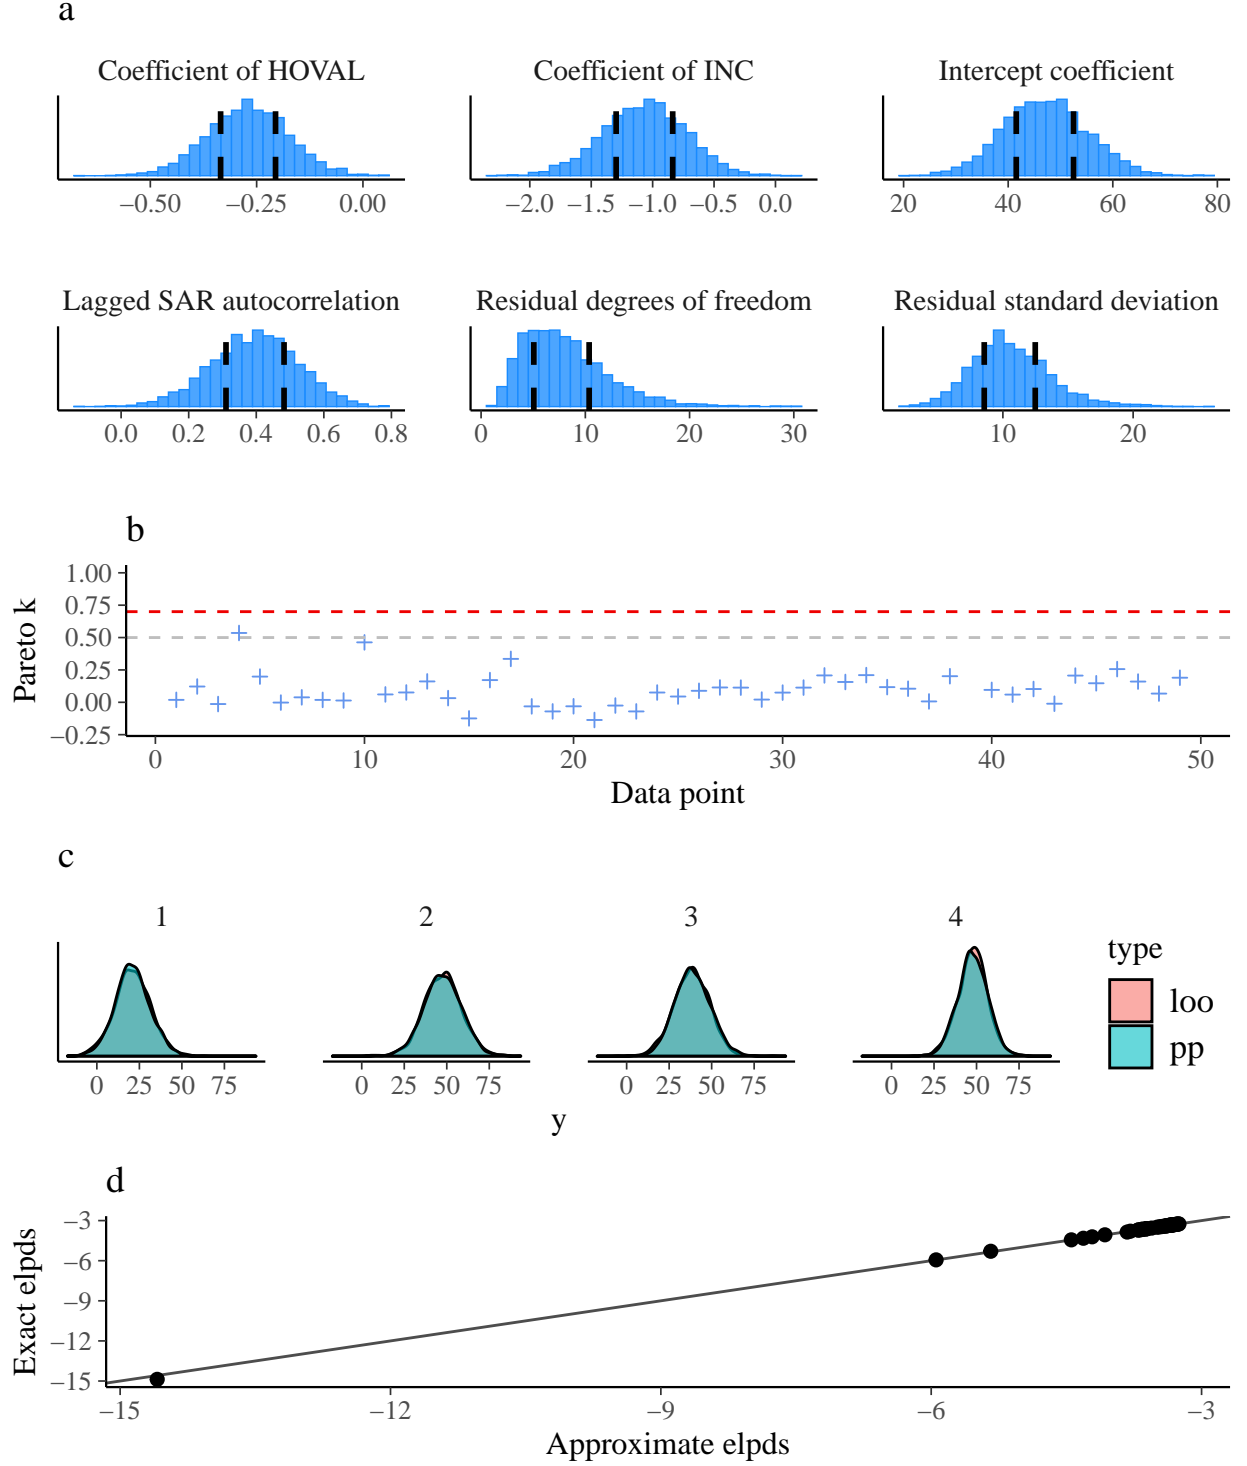 a
Coefficient of HOVAL
Coefficient of INC
Intercept coefficient
−0.50 −0.25 0.00
−2.0 −1.5 −1.0 −0.5 0.0
20 40 60 80
Lagged SAR autocorrelation
Residual degrees of freedom
Residual standard deviation
0.0 0.2 0.4 0.6 0.8
0 10 20 30
10 20
b
Pareto k
1.00
0.75
0.50
0.25
0.00
−0.25
0 10 20 30 40 50
Data point
c
1
2
3
4
0 25 50 75
0 25 50 75
0 25 50 75
0 25 50 75
y
type
loo
pp
d
Exact elpds
−3
−6
−9
−12
−15
−15 −12 −9 −6 −3
Approximate elpds